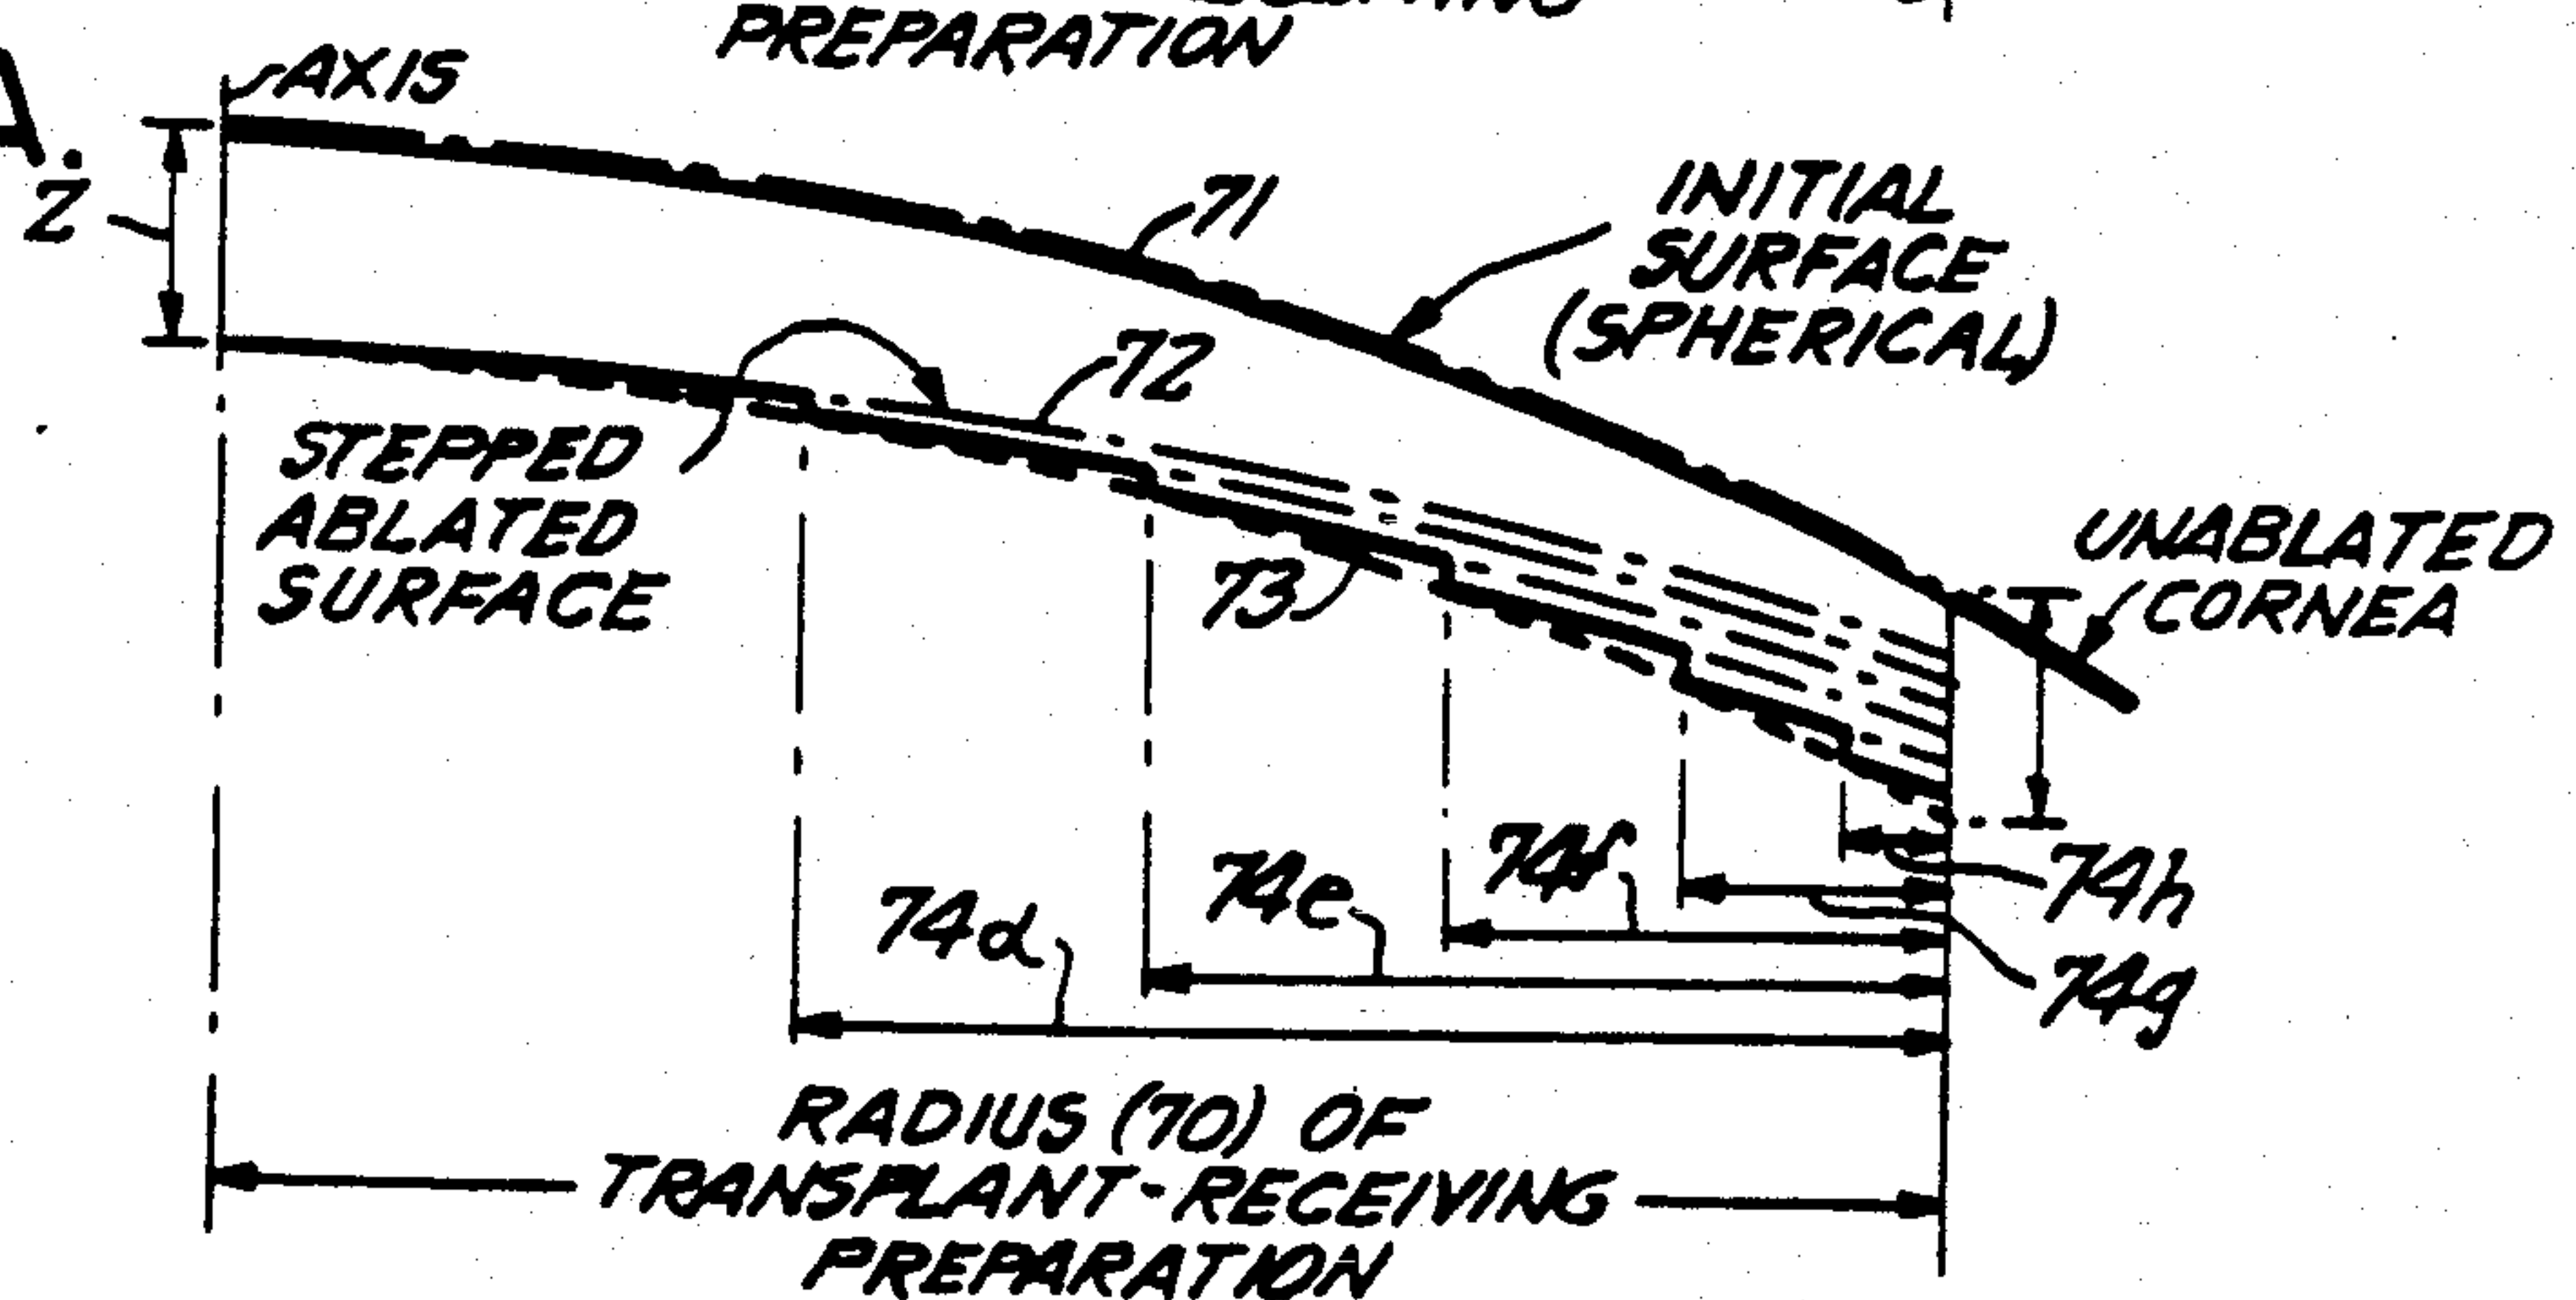 PREPARATION
A.
AXIS
Z
71
INITIAL
SURFACE
(SPHERICAL)
72
STEPPED
ABLATED
SURFACE
73
UNABLATED
CORNEA
74d
74e
74f
74h
74g
RADIUS (70) OF
TRANSPLANT-RECEIVING
PREPARATION